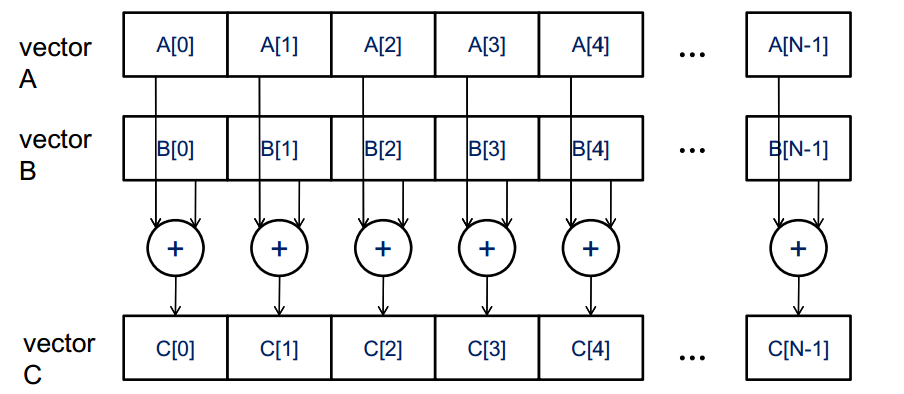 vector
A
A[0] A[1] A[2] A[3] A[4] ... A[N-1]
vector
B
B[0] B[1] B[2] B[3] B[4] ... B[N-1]
+ + + + + +
vector
C
C[0] C[1] C[2] C[3] C[4] ... C[N-1]